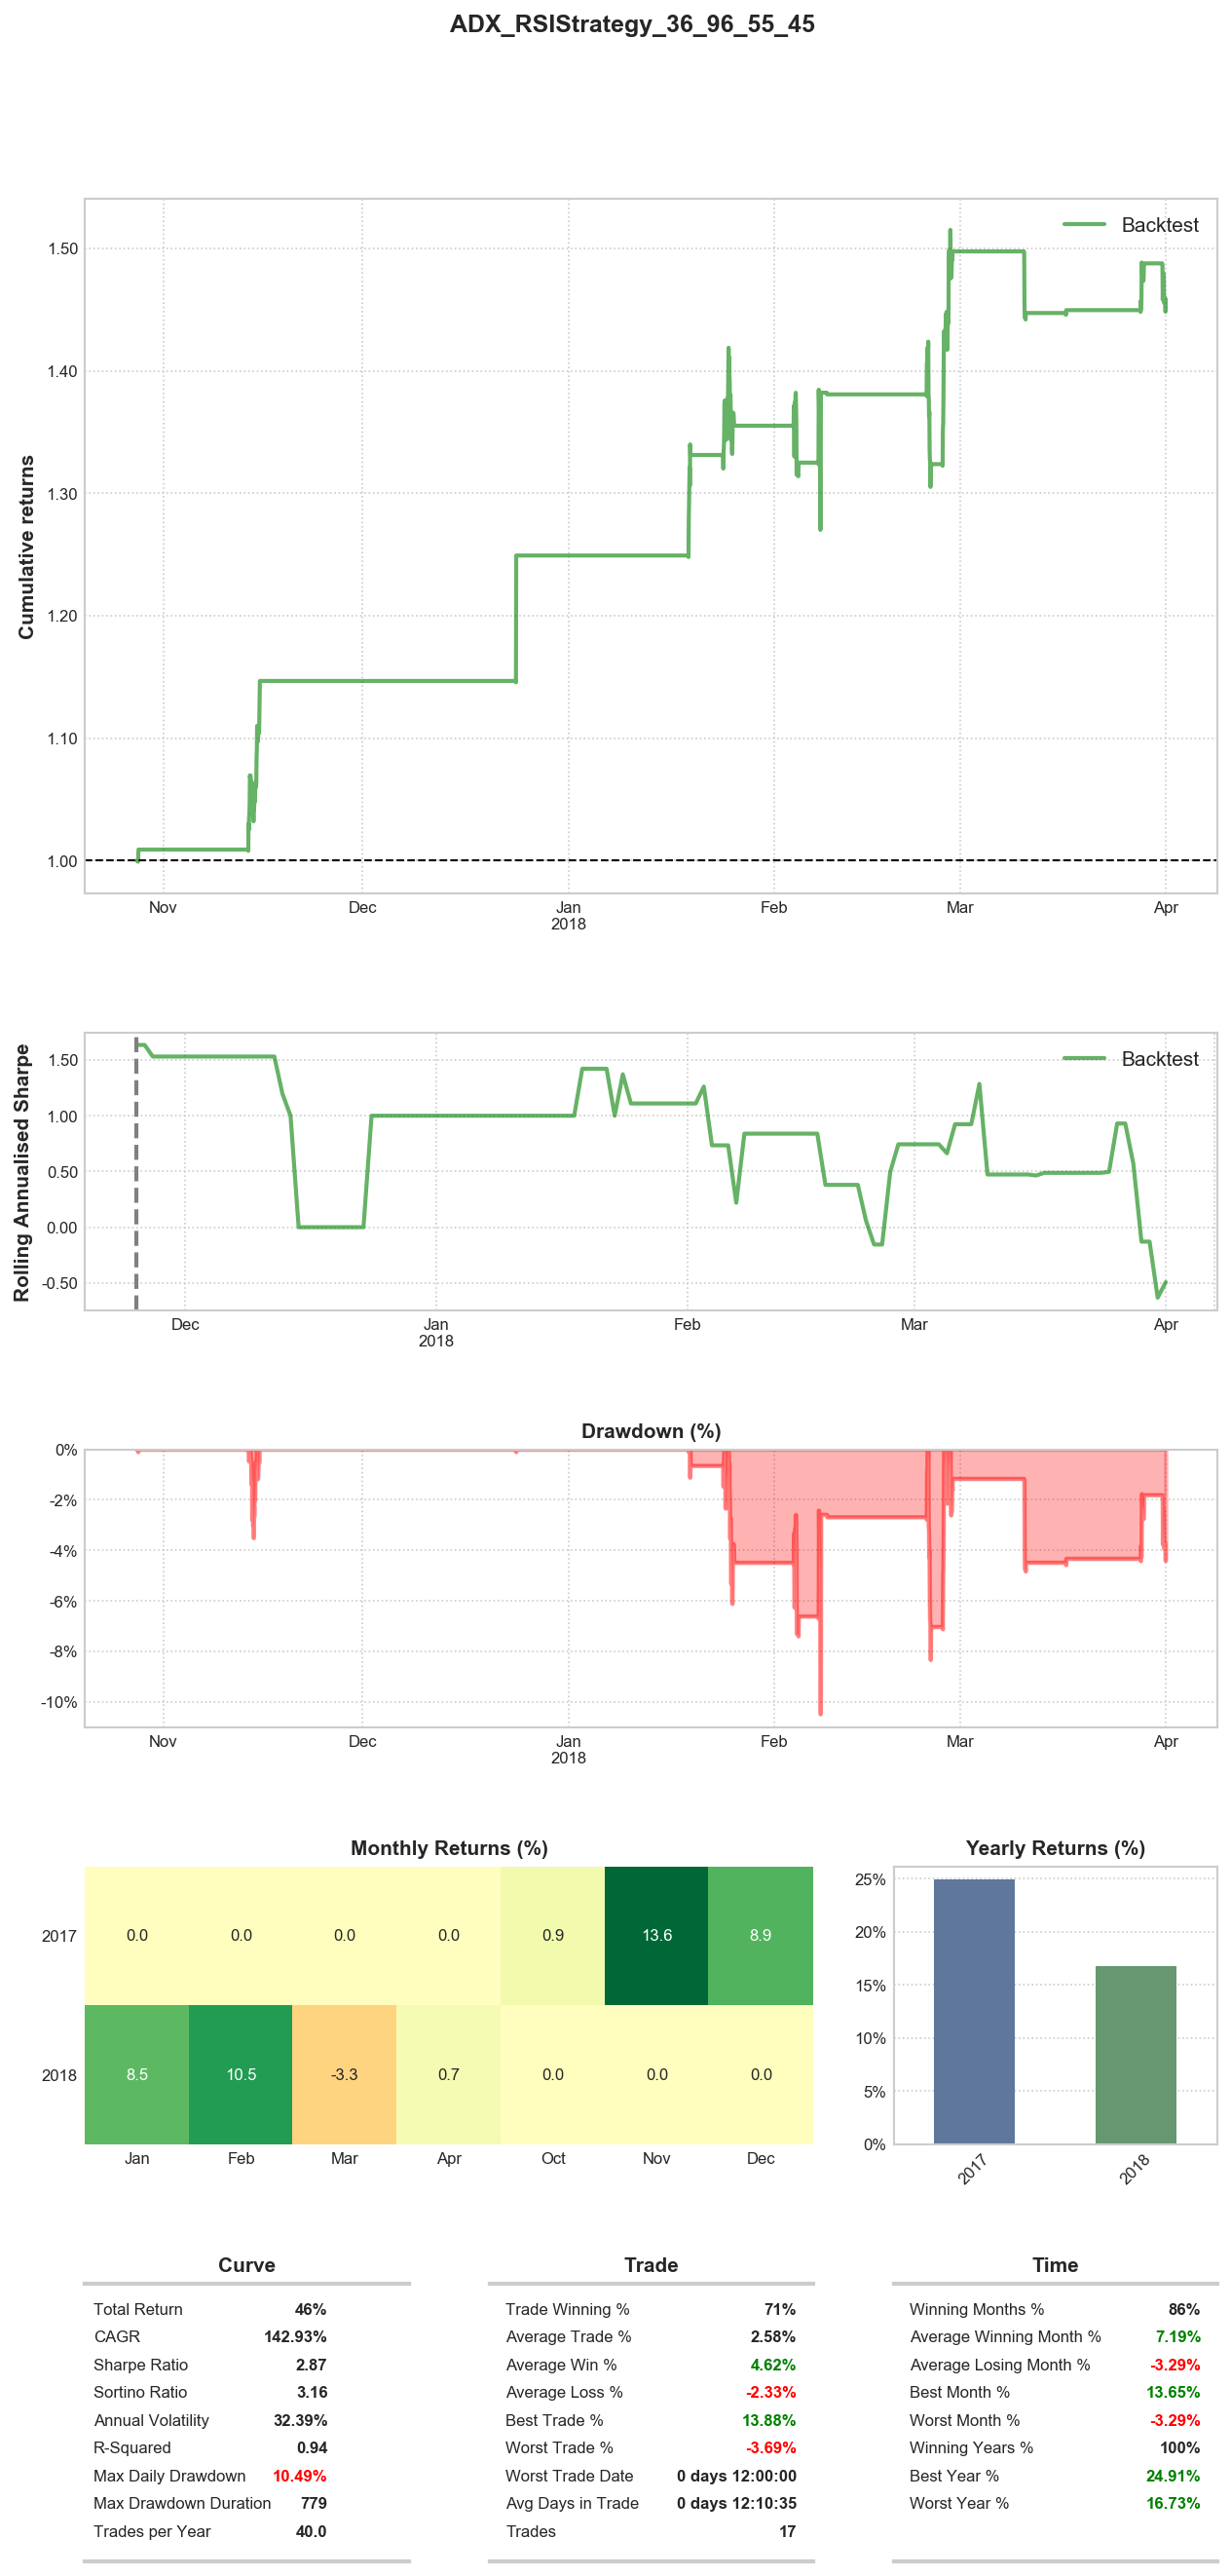 ADX_RSIStrategy_36_96_55_45
Backtest
Cumulative returns
1.50
1.40
1.30
1.20
1.10
1.00
Nov Dec Jan Feb Mar Apr
2018
Backtest
Rolling Annualised Sharpe
1.50
1.00
0.50
0.00
-0.50
Dec Jan Feb Mar Apr
2018
Drawdown (%)
0%
-2%
-4%
-6%
-8%
-10%
Nov Dec Jan Feb Mar Apr
2018
Monthly Returns (%)
2017 0.0 0.0 0.0 0.0 0.9 13.6 8.9
2018 8.5 10.5 -3.3 0.7 0.0 0.0 0.0
Jan Feb Mar Apr Oct Nov Dec
Yearly Returns (%)
25%
20%
15%
10%
5%
0%
2017 2018
Curve
Total Return 46%
CAGR 142.93%
Sharpe Ratio 2.87
Sortino Ratio 3.16
Annual Volatility 32.39%
R-Squared 0.94
Max Daily Drawdown 10.49%
Max Drawdown Duration 779
Trades per Year 40.0
Trade
Trade Winning % 71%
Average Trade % 2.58%
Average Win % 4.62%
Average Loss % -2.33%
Best Trade % 13.88%
Worst Trade % -3.69%
Worst Trade Date 0 days 12:00:00
Avg Days in Trade 0 days 12:10:35
Trades 17
Time
Winning Months % 86%
Average Winning Month % 7.19%
Average Losing Month % -3.29%
Best Month % 13.65%
Worst Month % -3.29%
Winning Years % 100%
Best Year % 24.91%
Worst Year % 16.73%